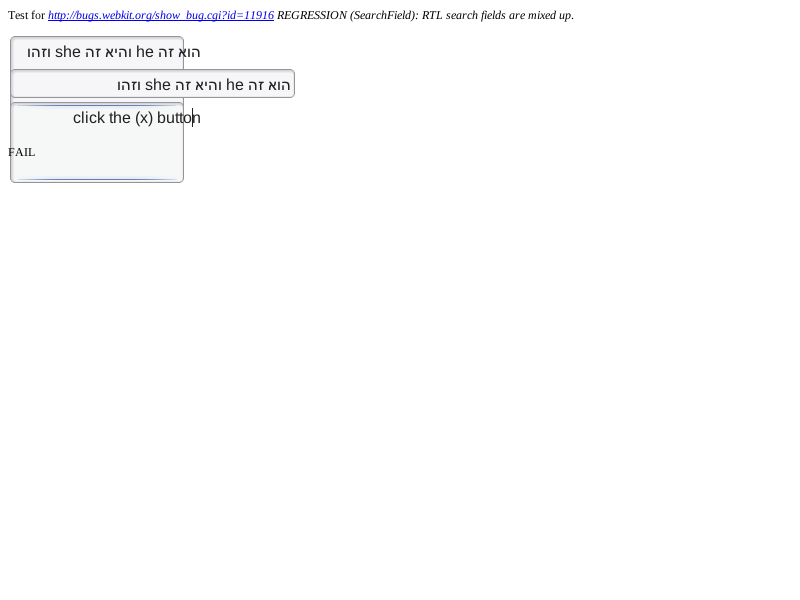 Test for http://bugs.webkit.org/show_bug.cgi?id=11916 REGRESSION (SearchField): RTL search fields are mixed up.
הוא זה he והיא זה she וזהו
הוא זה he והיא זה she וזהו
click the (x) button
FAIL